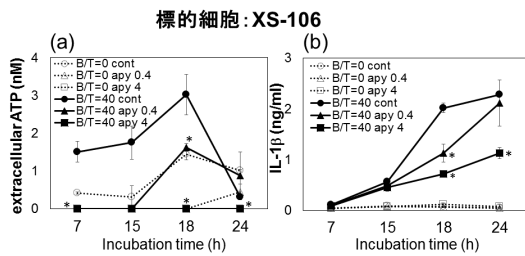 標的細胞：XS-106
(a)
extracellular ATP (nM)
4
3
2
1
0
B/T=0 cont
B/T=0 apy 0.4
B/T=0 apy 4
B/T=40 cont
B/T=40 apy 0.4
B/T=40 apy 4
*
*
*
*
7 15 18 24
Incubation time (h)
(b)
IL-1β (ng/ml)
3
2
1
0
B/T=0 cont
B/T=0 apy 0.4
B/T=0 apy 4
B/T=40 cont
B/T=40 apy 0.4
B/T=40 apy 4
*
*
*
7 15 18 24
Incubation time (h)